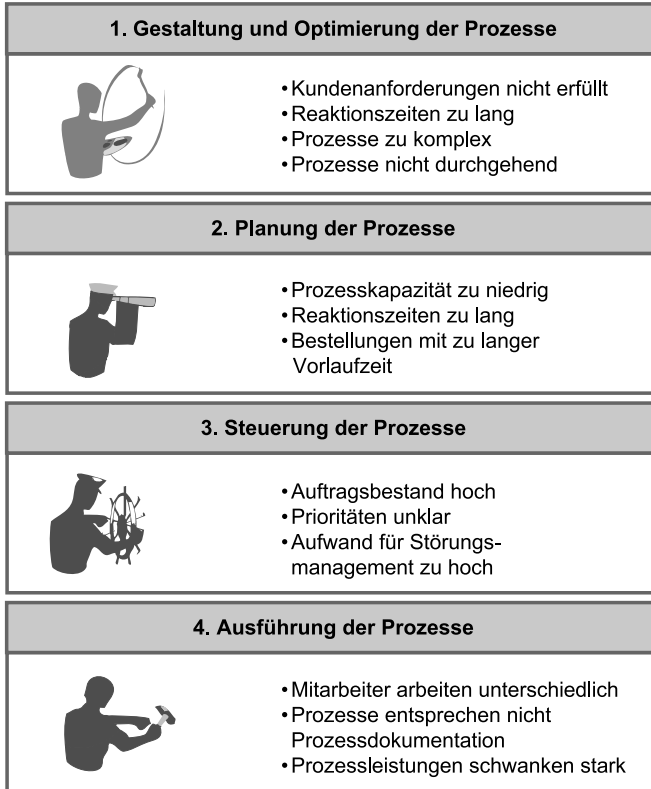 1. Gestaltung und Optimierung der Prozesse
•Kundenanforderungen nicht erfüllt
•Reaktionszeiten zu lang
•Prozesse zu komplex
•Prozesse nicht durchgehend
2. Planung der Prozesse
•Prozesskapazität zu niedrig
•Reaktionszeiten zu lang
•Bestellungen mit zu langer
Vorlaufzeit
3. Steuerung der Prozesse
•Auftragsbestand hoch
•Prioritäten unklar
•Aufwand für Störungs-
management zu hoch
4. Ausführung der Prozesse
•Mitarbeiter arbeiten unterschiedlich
•Prozesse entsprechen nicht
Prozessdokumentation
•Prozessleistungen schwanken stark